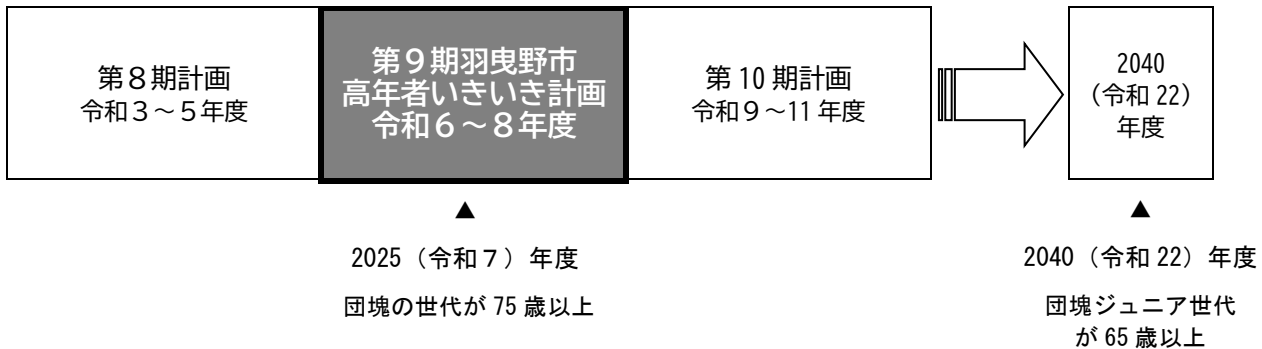 第８期計画
令和３～５年度
第９期羽曳野市
高年者いきいき計画
令和６～８年度
第 10 期計画
令和９～11 年度
2040
（令和 22）
年度
▲
2025（令和７）年度
団塊の世代が 75 歳以上
▲
2040（令和 22）年度
団塊ジュニア世代
が 65 歳以上